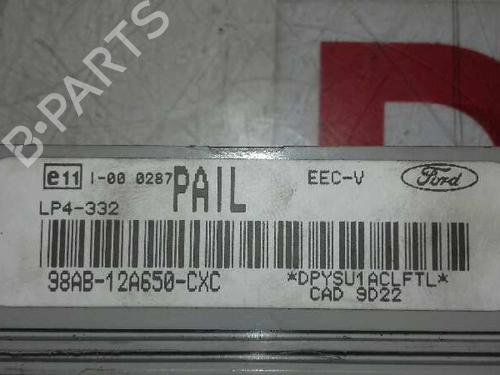 B-PARTS
e11 I-00 0287 PAIL EEC-V Ford
LP4-332
98AB-12A650-CXC *DPYSU1ACLFTL*
CAD 9D22